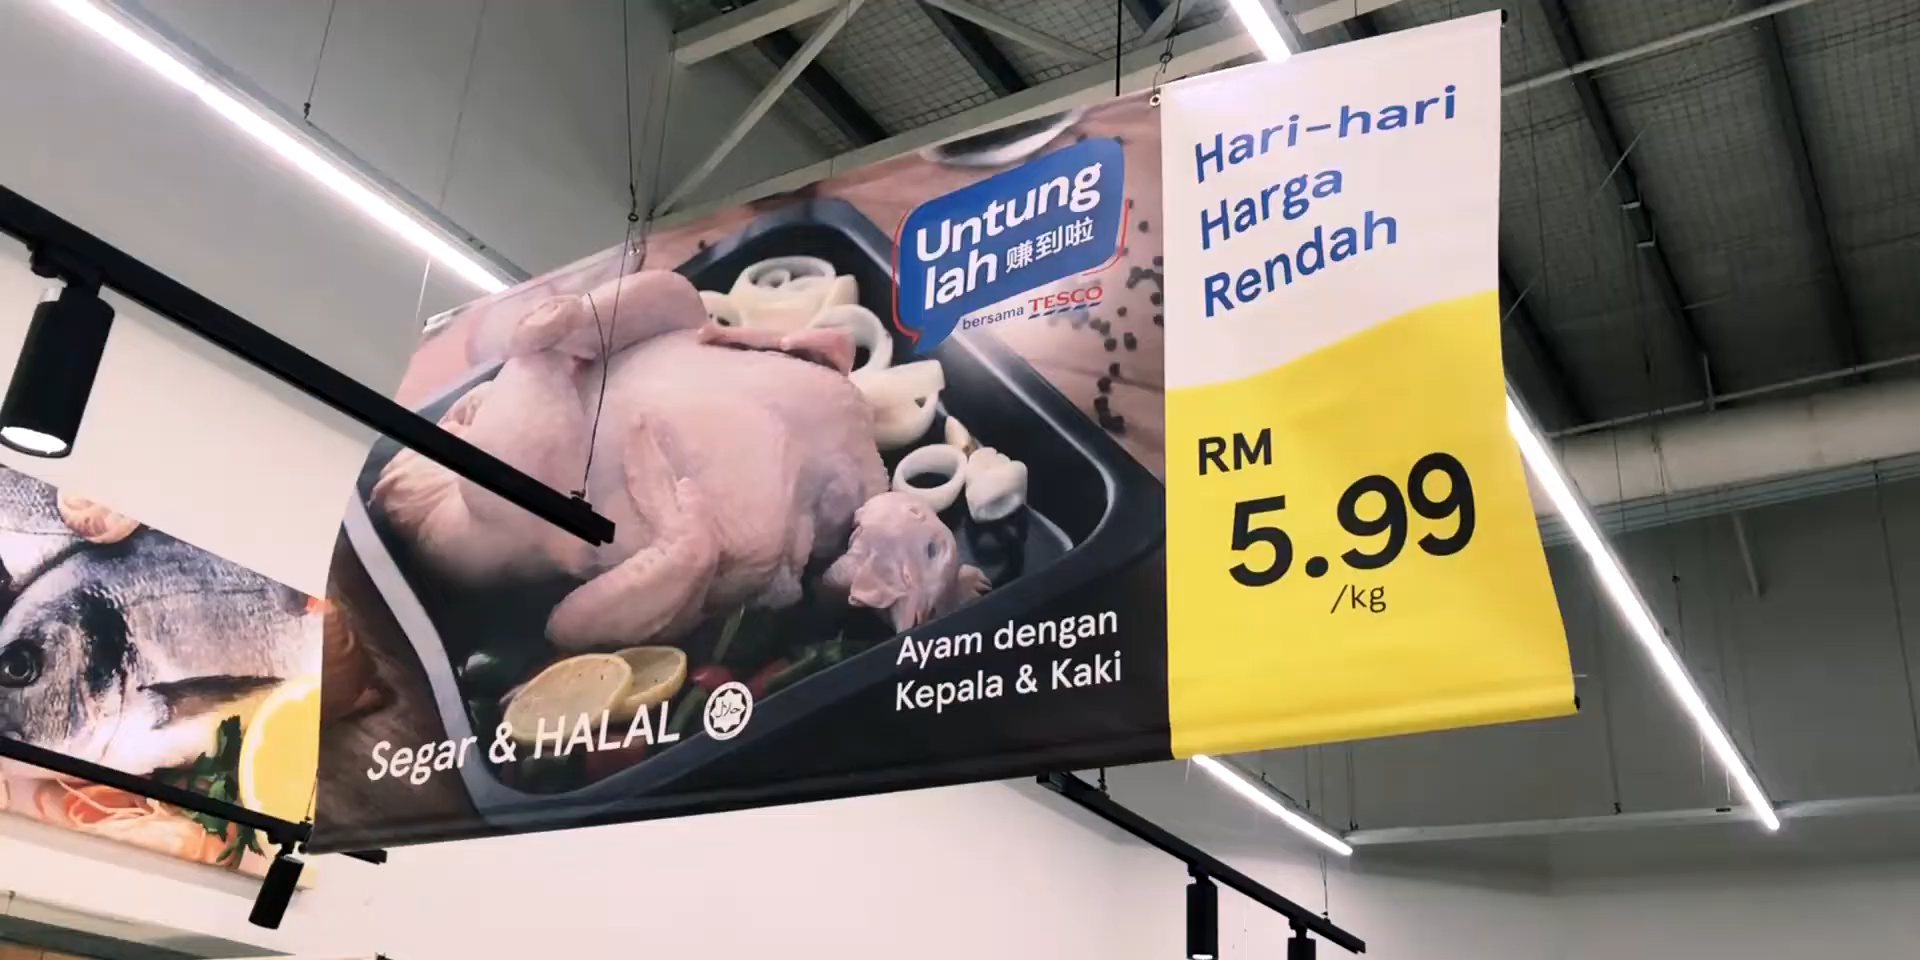 Untung
lah 赚到啦
bersama TESCO
Hari-hari
Harga
Rendah
RM
5.99
/kg
Ayam dengan
Kepala & Kaki
Segar & HALAL
حلال